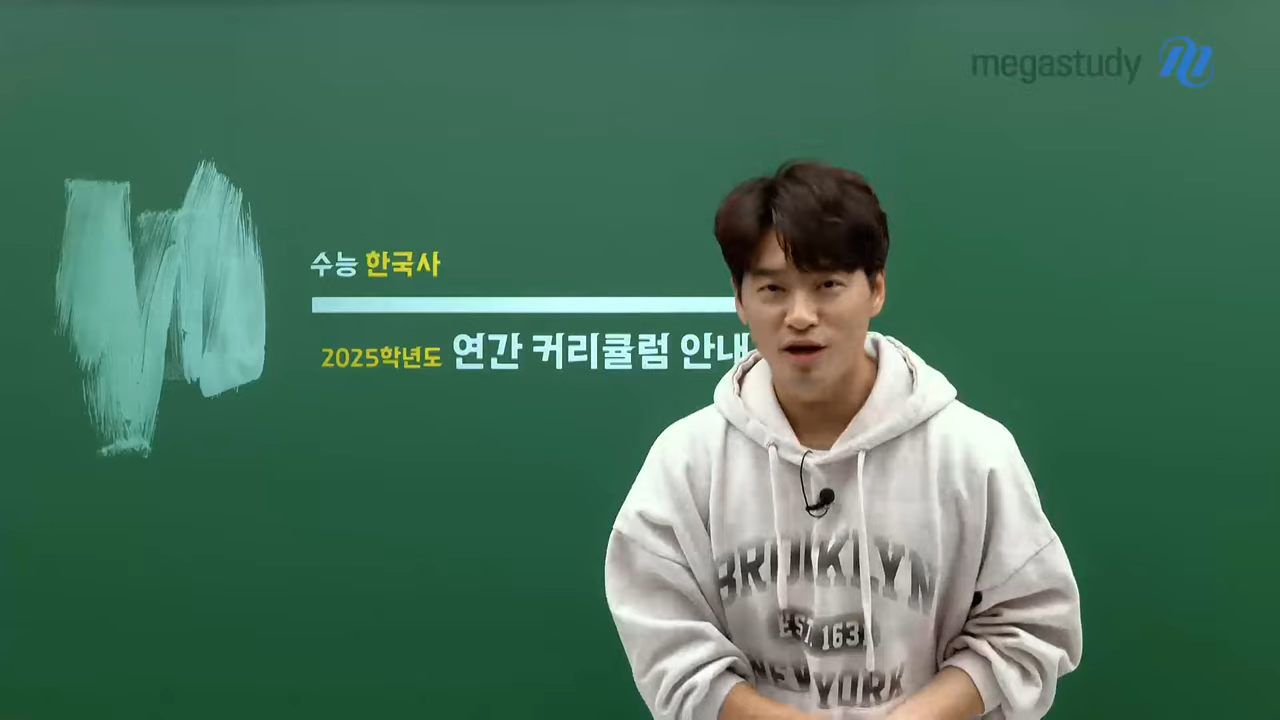 megastudy
수능 한국사
2025학년도 연간 커리큘럼 안내
BROOKLYN
EST. 163
NEW YORK